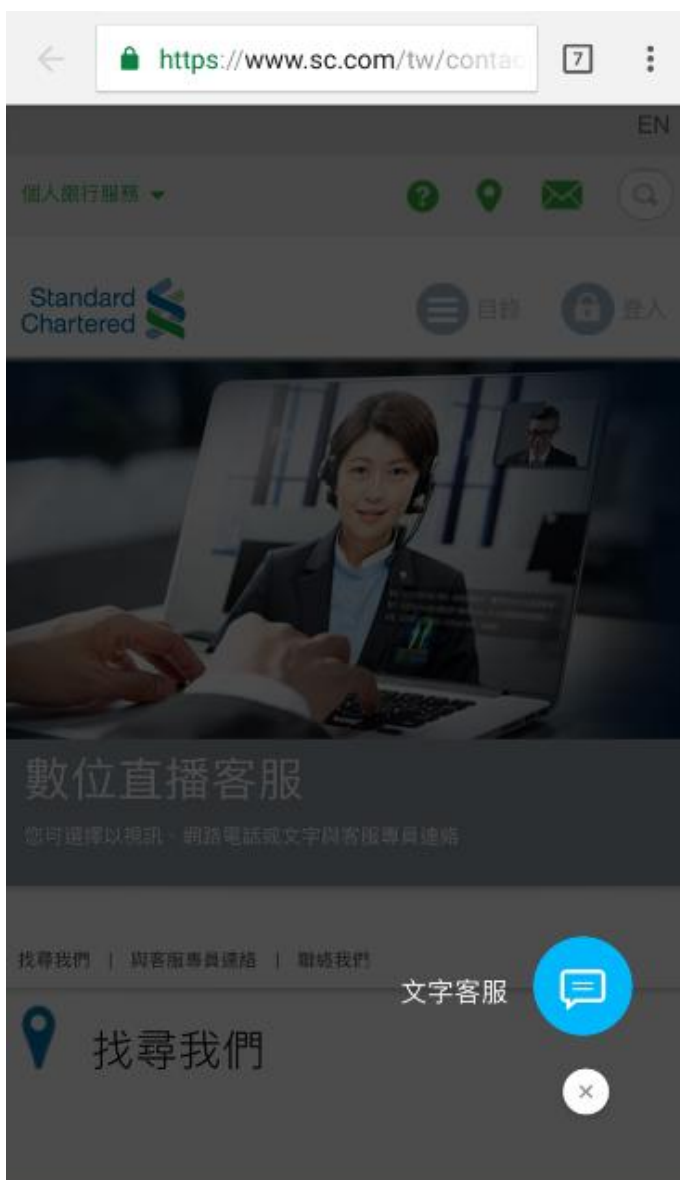 https://www.sc.com/tw/contac
7
EN
個人銀行服務
?
Standard
Chartered
目錄
登入
數位直播客服
您可選擇以視訊、網路電話或文字與客服專員連絡
找尋我們 | 與客服專員連絡 | 聯絡我們
文字客服
找尋我們